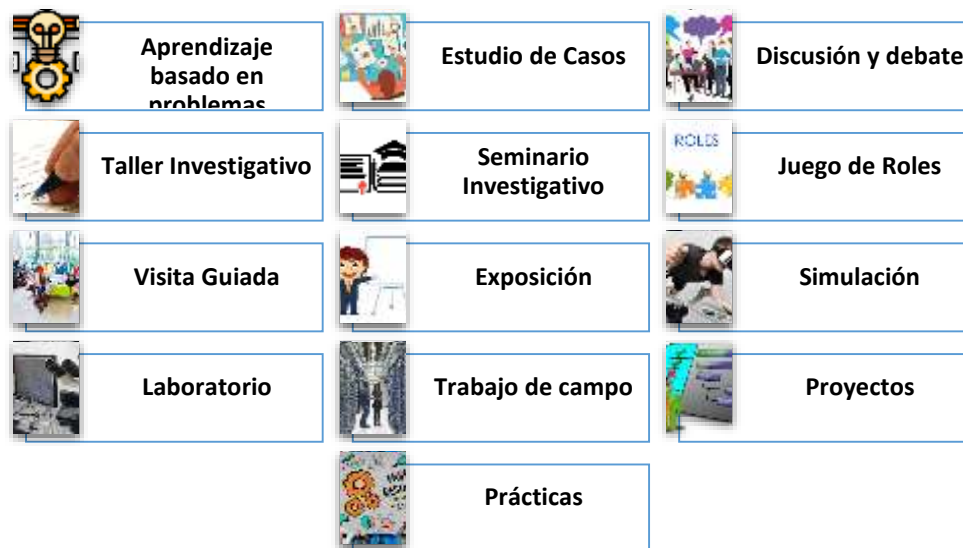 Aprendizaje
basado en
problemas
Estudio de Casos
Discusión y debate
Taller Investigativo
Seminario
Investigativo
ROLES
Juego de Roles
Visita Guiada
Exposición
Simulación
Laboratorio
Trabajo de campo
Proyectos
Prácticas